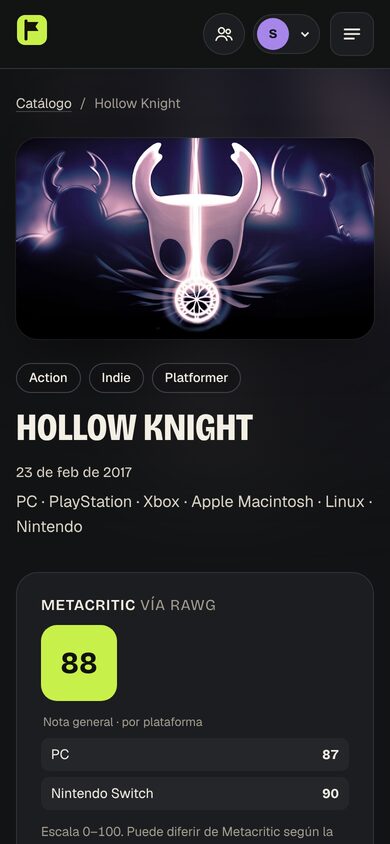 S
Catálogo / Hollow Knight
Action Indie Platformer
HOLLOW KNIGHT
23 de feb de 2017
PC · PlayStation · Xbox · Apple Macintosh · Linux ·
Nintendo
METACRITIC VÍA RAWG
88
Nota general · por plataforma
PC 87
Nintendo Switch 90
Escala 0–100. Puede diferir de Metacritic según la